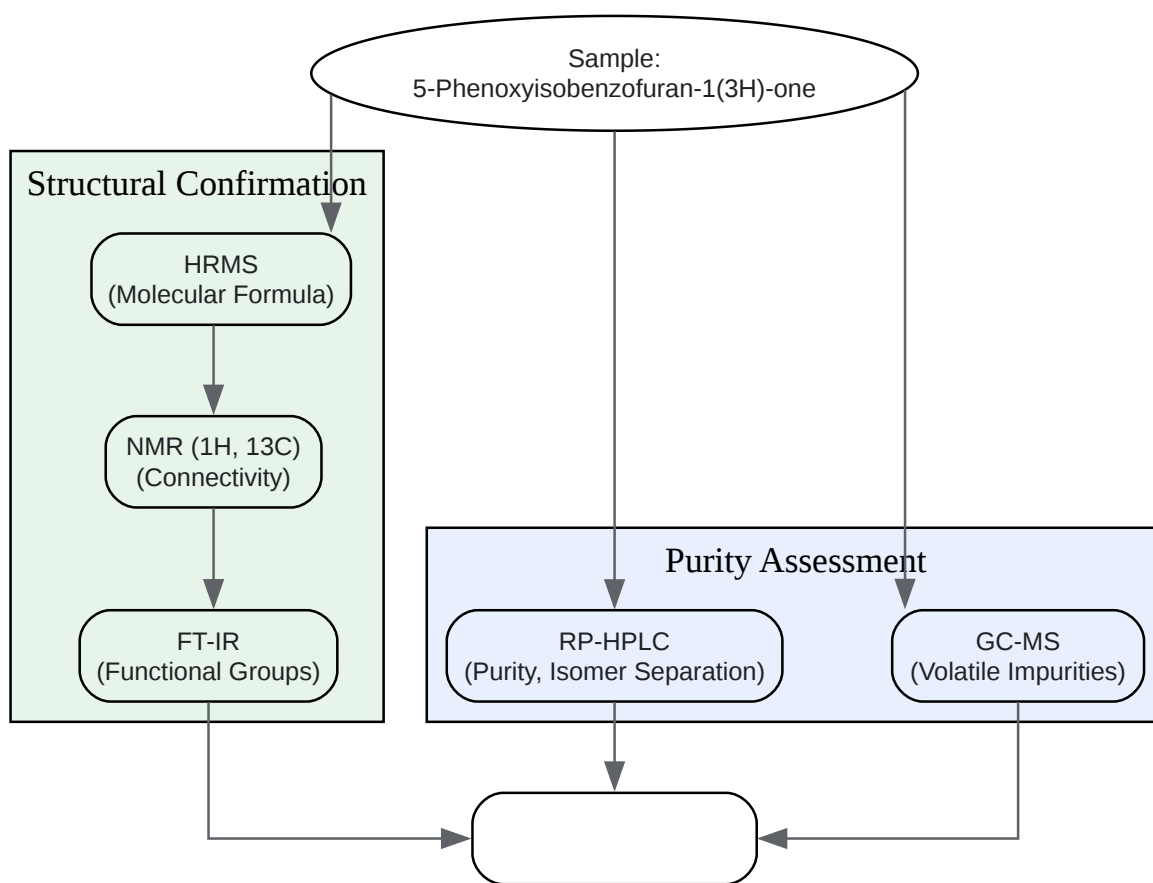 Sample:
5-Phenoxyisobenzofuran-1(3H)-one
Structural Confirmation
HRMS
(Molecular Formula)
NMR (1H, 13C)
(Connectivity)
FT-IR
(Functional Groups)
Purity Assessment
RP-HPLC
(Purity, Isomer Separation)
GC-MS
(Volatile Impurities)